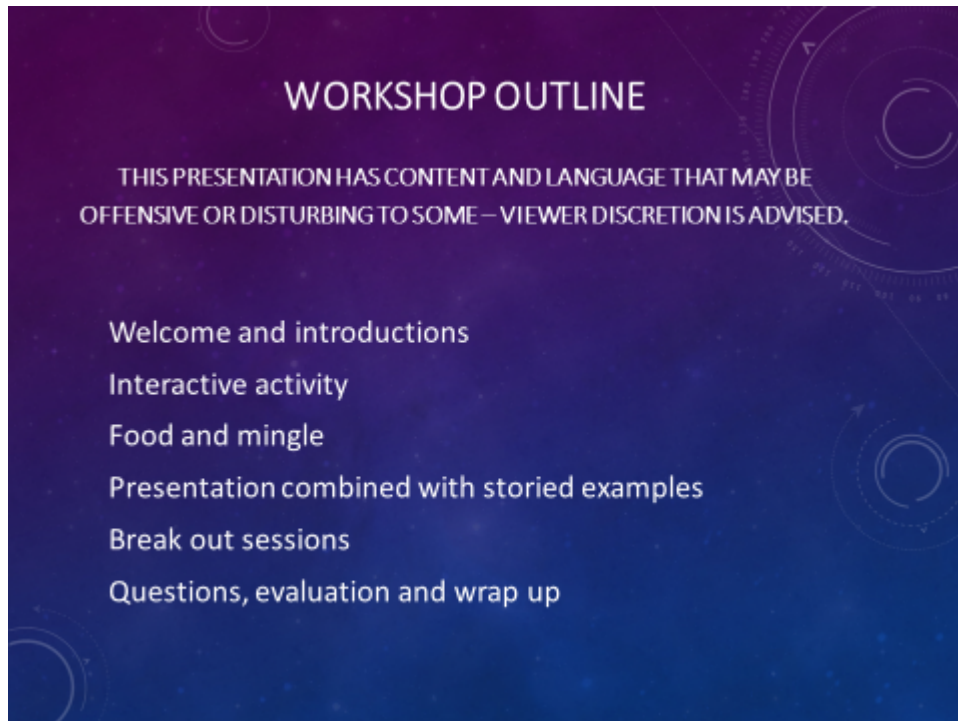 WORKSHOP OUTLINE
THIS PRESENTATION HAS CONTENT AND LANGUAGE THAT MAY BE
OFFENSIVE OR DISTURBING TO SOME – VIEWER DISCRETION IS ADVISED.
Welcome and introductions
Interactive activity
Food and mingle
Presentation combined with storied examples
Break out sessions
Questions, evaluation and wrap up